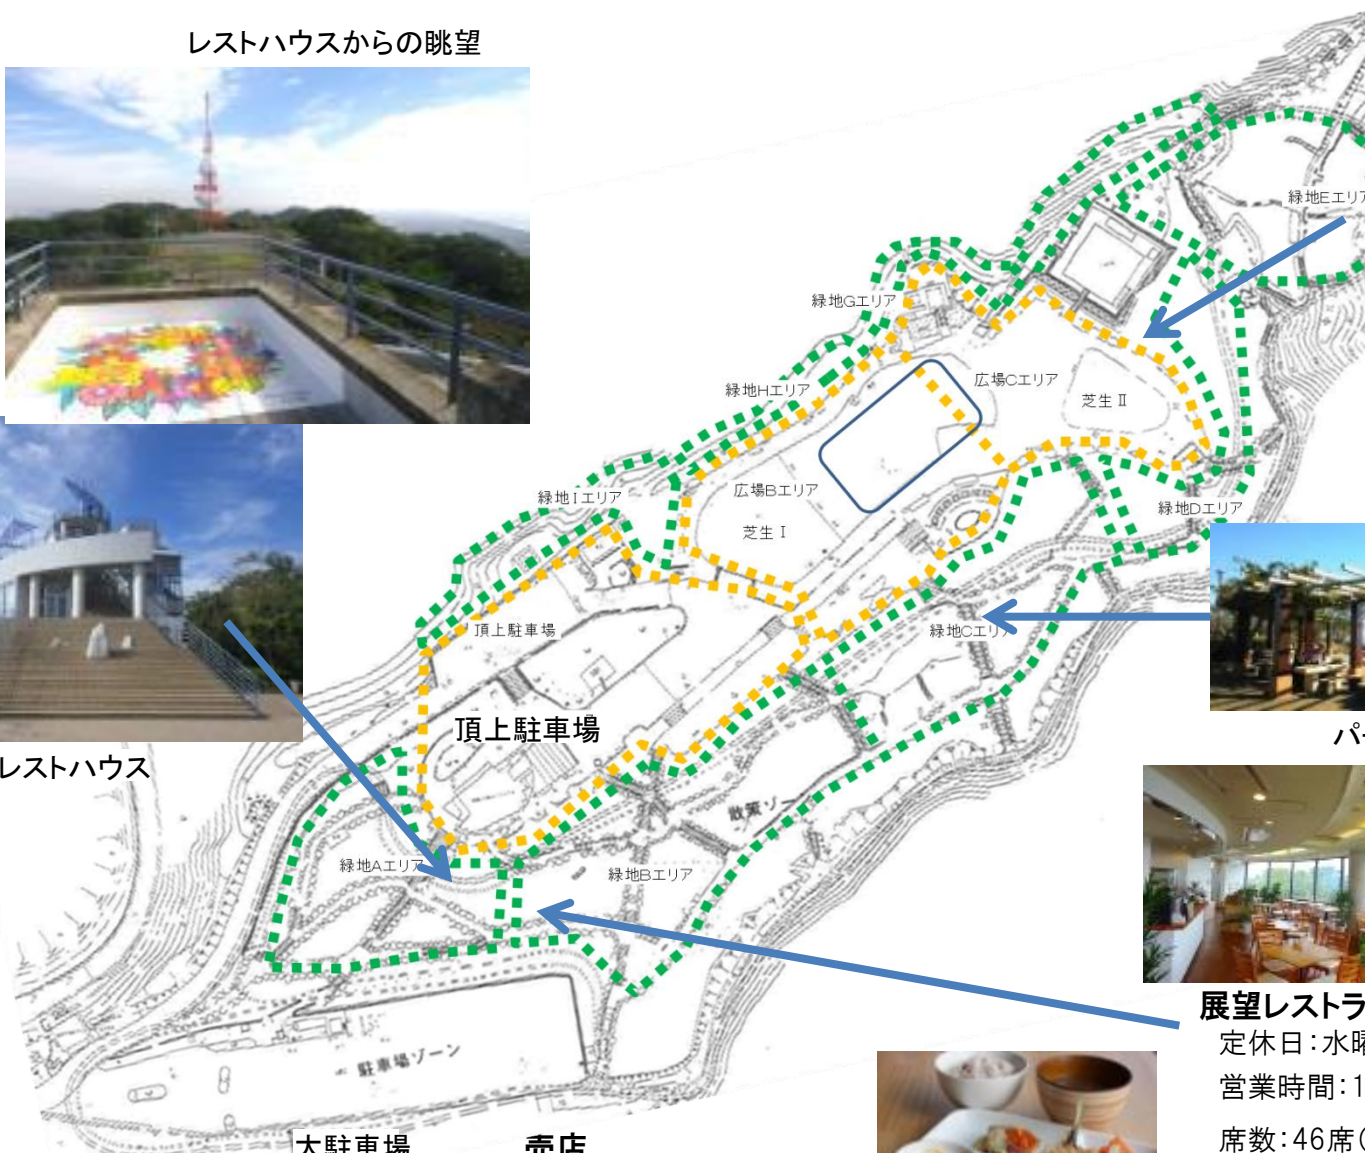 レストハウスからの眺望
緑地Eエリア
緑地Gエリア
広場Cエリア
緑地Hエリア
芝生Ⅱ
広場Bエリア
緑地Iエリア
緑地Dエリア
芝生Ⅰ
頂上駐車場
緑地Cエリア
頂上駐車場
レストハウス
散策ゾー
緑地Aエリア
緑地Bエリア
展望レストラ
定休日：水曜
営業時間：1
席数：46席(
駐車場ゾーン
大駐車場
売店